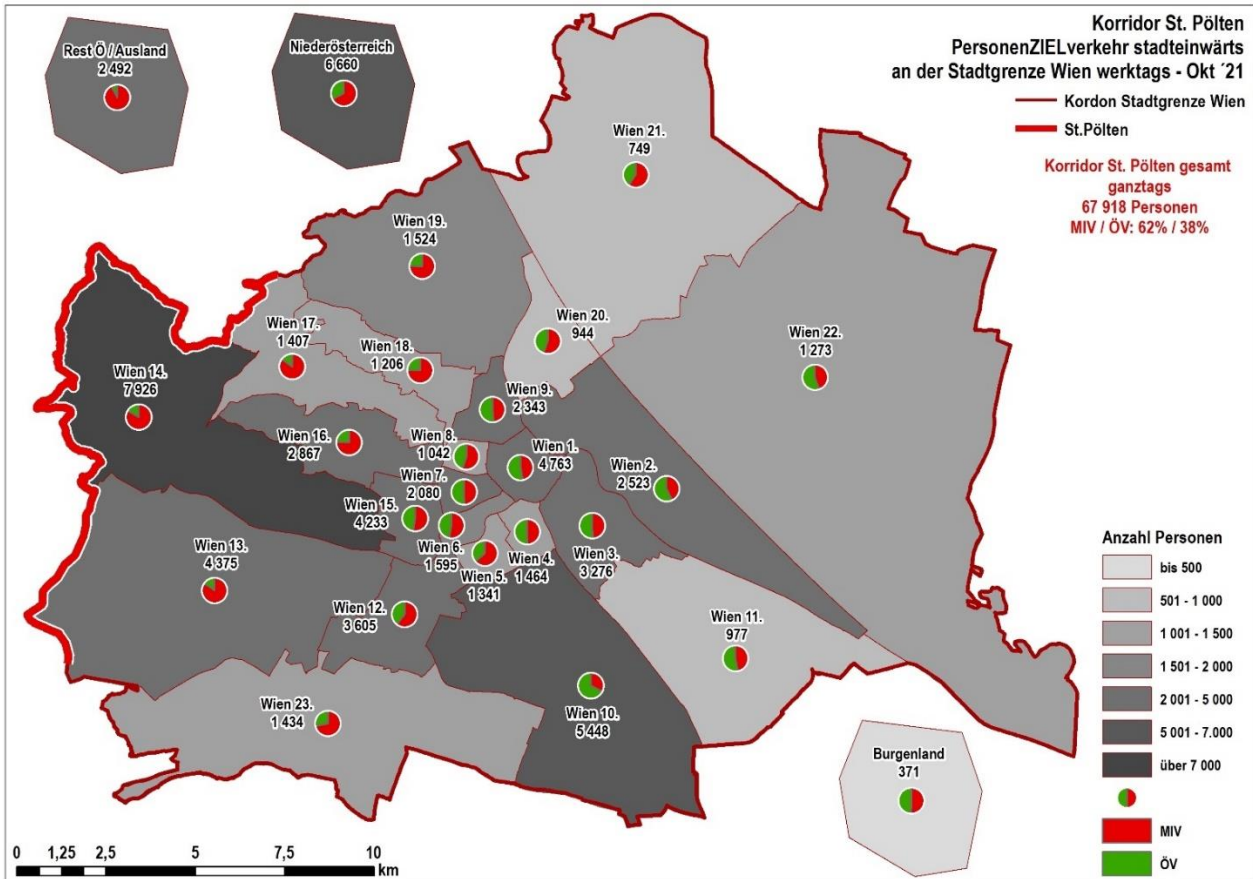 Korridor St. Pölten
PersonenZIELverkehr stadteinwärts
an der Stadtgrenze Wien werktags - Okt ´21
Kordon Stadtgrenze Wien
St.Pölten
Korridor St. Pölten gesamt
ganztags
67 918 Personen
MIV / ÖV: 62% / 38%
Rest Ö / Ausland
2 492
Niederösterreich
6 660
Wien 21.
749
Wien 19.
1 524
Wien 20.
944
Wien 17.
1 407
Wien 18.
1 206
Wien 22.
1 273
Wien 14.
7 926
Wien 9.
2 343
Wien 16.
2 867
Wien 8.
1 042
Wien 1.
4 763
Wien 2.
2 523
Wien 7.
2 080
Wien 15.
4 233
Wien 6.
1 595
Wien 5.
1 341
Wien 4.
1 464
Wien 3.
3 276
Wien 13.
4 375
Wien 12.
3 605
Wien 11.
977
Wien 23.
1 434
Wien 10.
5 448
Burgenland
371
Anzahl Personen
bis 500
501 - 1 000
1 001 - 1 500
1 501 - 2 000
2 001 - 5 000
5 001 - 7.000
über 7 000
MIV
ÖV
0 1,25 2,5 5 7,5 10
km